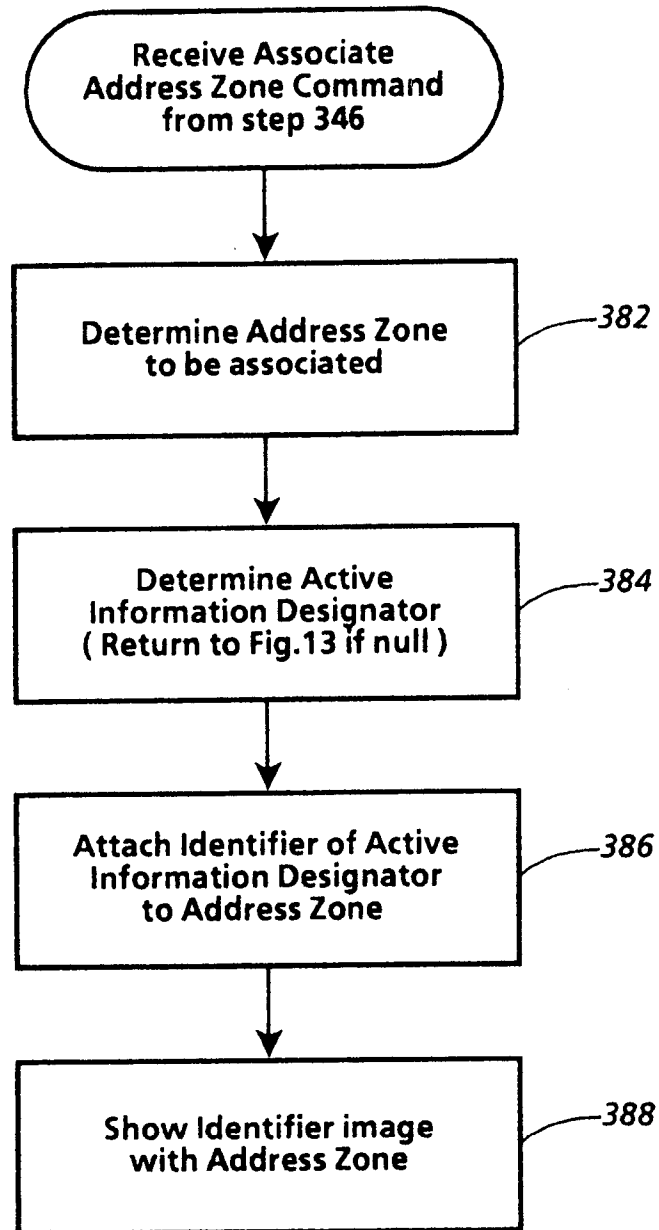 Receive Associate
Address Zone Command
from step 346
Determine Address Zone
to be associated
382
Determine Active
Information Designator
( Return to Fig.13 if null )
384
Attach Identifier of Active
Information Designator
to Address Zone
386
Show Identifier image
with Address Zone
388